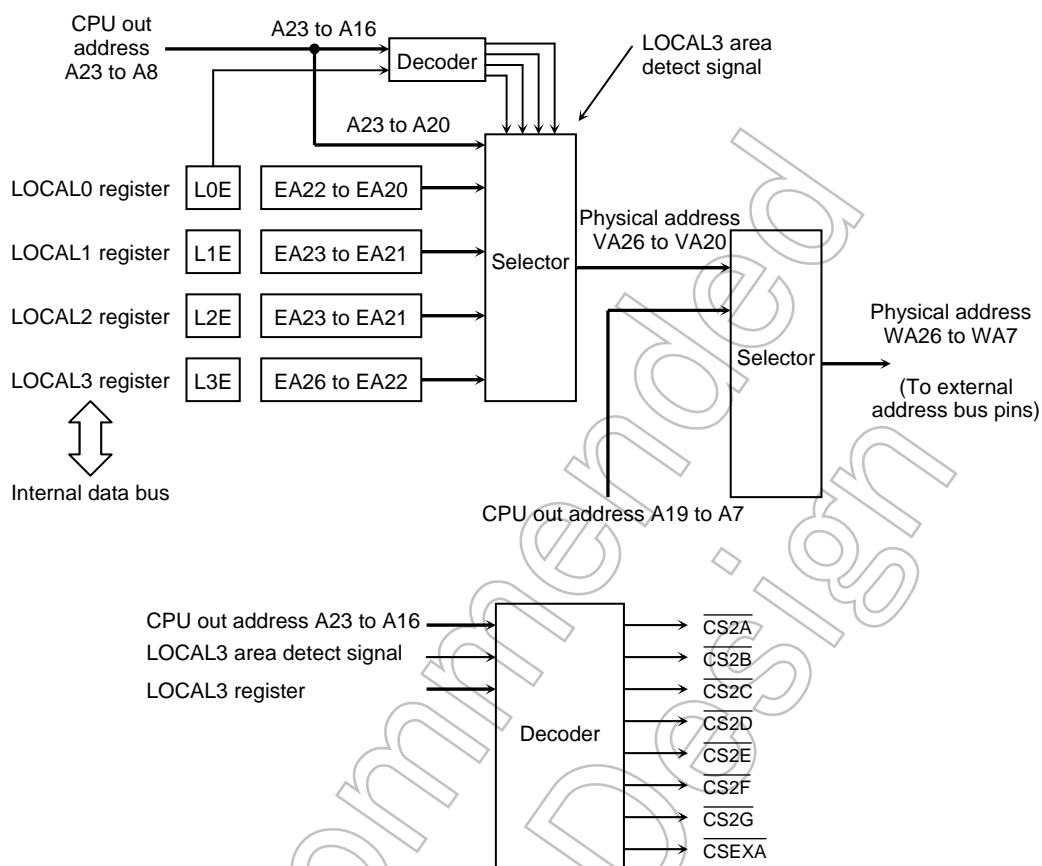 CPU out
address
A23 to A8
A23 to A16
Decoder
LOCAL3 area
detect signal
A23 to A20
LOCAL0 register
L0E
EA22 to EA20
LOCAL1 register
L1E
EA23 to EA21
LOCAL2 register
L2E
EA23 to EA21
LOCAL3 register
L3E
EA26 to EA22
Selector
Physical address
VA26 to VA20
Selector
Physical address
WA26 to WA7
(To external
address bus pins)
Internal data bus
CPU out address A19 to A7
CPU out address A23 to A16
LOCAL3 area detect signal
LOCAL3 register
Decoder
CS2A
CS2B
CS2C
CS2D
CS2E
CS2F
CS2G
CSEXA
ommended
Design